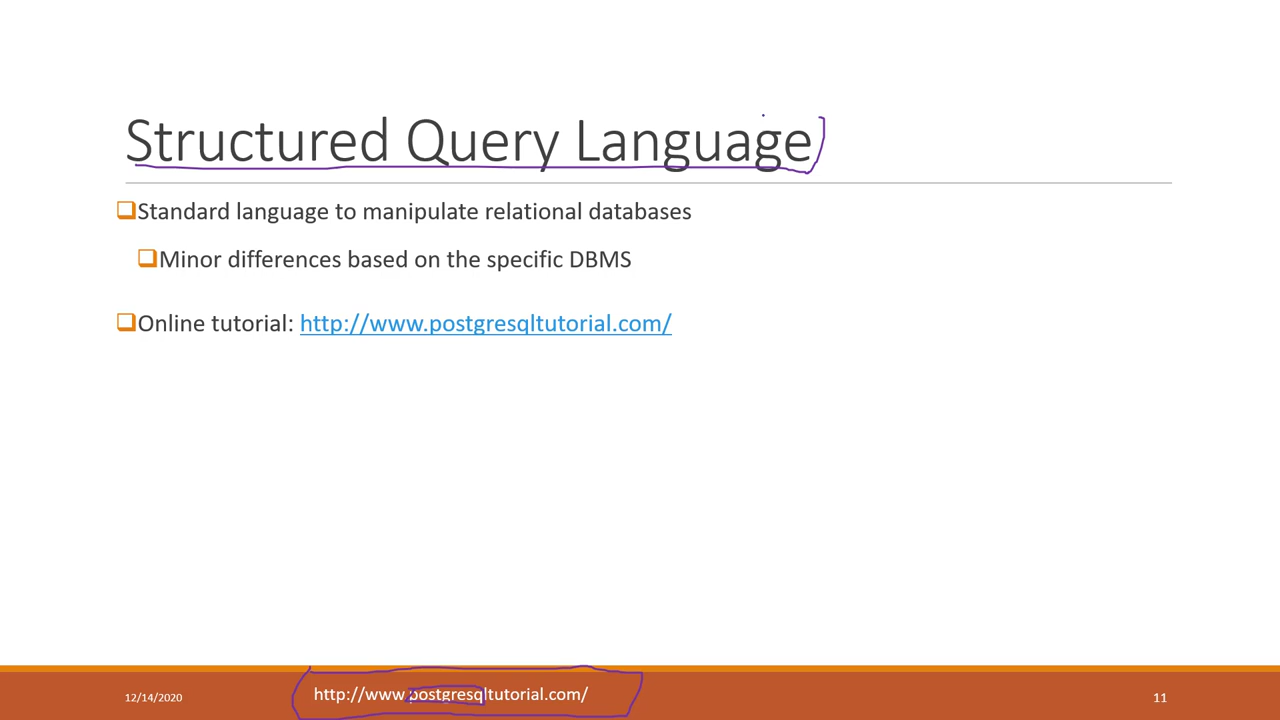 Structured Query Language
Standard language to manipulate relational databases
Minor differences based on the specific DBMS
Online tutorial: http://www.postgresqltutorial.com/
12/14/2020
http://www.postgresqltutorial.com/
11